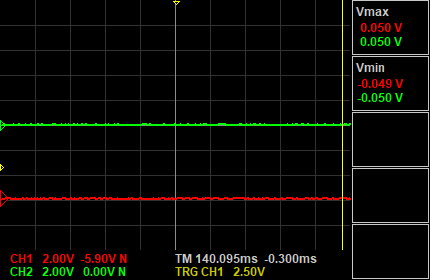 Vmax
0.050 V
0.050 V
Vmin
-0.049 V
-0.050 V
CH1 2.00V -5.90V N TM 140.095ms -0.300ms
CH2 2.00V 0.00V N TRG CH1 2.50V